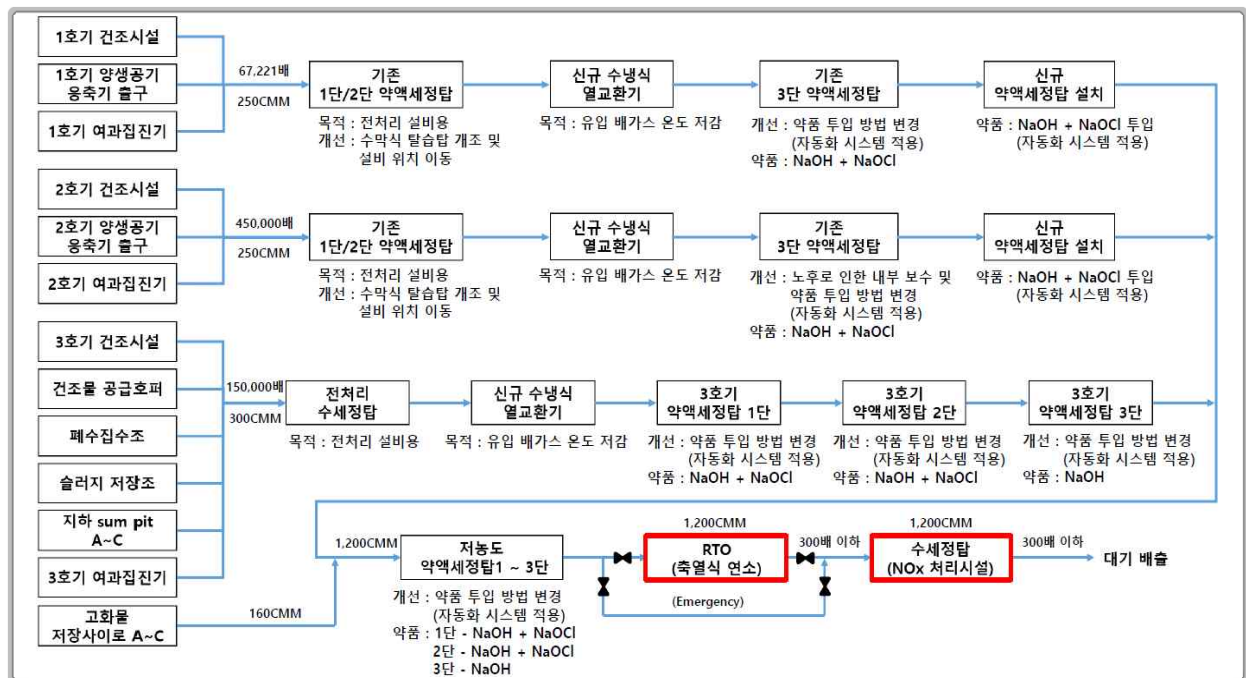 1호기 건조시설
1호기 양생공기
응축기 출구
1호기 여과집진기
67,221배
250CMM
기존
1단/2단 약액세정탑
목적 : 전처리 설비용
개선 : 수막식 탈습탑 개조 및
설비 위치 이동
신규 수냉식
열교환기
목적 : 유입 배가스 온도 저감
기존
3단 약액세정탑
개선 : 약품 투입 방법 변경
(자동화 시스템 적용)
약품 : NaOH + NaOCl
신규
약액세정탑 설치
약품 : NaOH + NaOCl 투입
(자동화 시스템 적용)
2호기 건조시설
2호기 양생공기
응축기 출구
2호기 여과집진기
450,000배
250CMM
기존
1단/2단 약액세정탑
목적 : 전처리 설비용
개선 : 수막식 탈습탑 개조 및
설비 위치 이동
신규 수냉식
열교환기
목적 : 유입 배가스 온도 저감
기존
3단 약액세정탑
개선 : 노후로 인한 내부 보수 및
약품 투입 방법 변경
(자동화 시스템 적용)
약품 : NaOH + NaOCl
신규
약액세정탑 설치
약품 : NaOH + NaOCl 투입
(자동화 시스템 적용)
3호기 건조시설
건조물 공급호퍼
폐수집수조
슬러지 저장조
지하 sum pit
A~C
3호기 여과집진기
150,000배
300CMM
전처리
수세정탑
목적 : 전처리 설비용
신규 수냉식
열교환기
목적 : 유입 배가스 온도 저감
3호기
약액세정탑 1단
개선 : 약품 투입 방법 변경
(자동화 시스템 적용)
약품 : NaOH + NaOCl
3호기
약액세정탑 2단
개선 : 약품 투입 방법 변경
(자동화 시스템 적용)
약품 : NaOH + NaOCl
3호기
약액세정탑 3단
개선 : 약품 투입 방법 변경
(자동화 시스템 적용)
약품 : NaOH
고화물
저장사이로 A~C
160CMM
1,200CMM
저농도
약액세정탑1 ~ 3단
개선 : 약품 투입 방법 변경
(자동화 시스템 적용)
약품 : 1단 - NaOH + NaOCl
2단 - NaOH + NaOCl
3단 - NaOH
1,200CMM
RTO
(축열식 연소)
(Emergency)
300배 이하
1,200CMM
수세정탑
(NOx 처리시설)
300배 이하
대기 배출